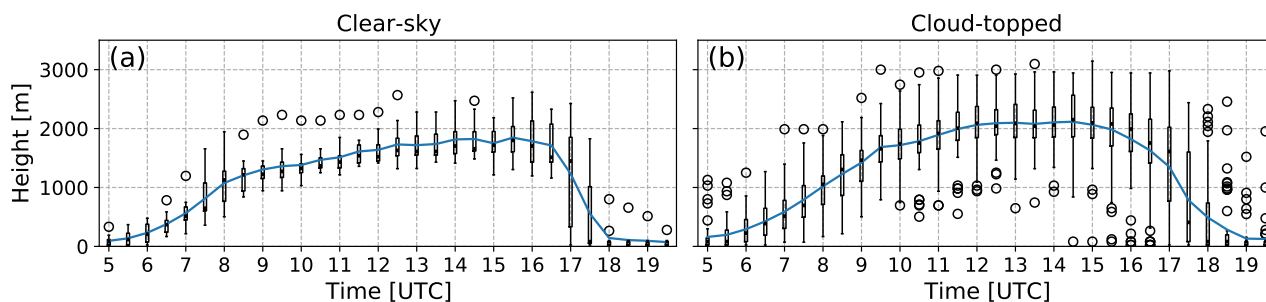 Clear-sky
Cloud-topped
(a)
(b)
Height [m]
3000
2000
1000
0
5 6 7 8 9 10 11 12 13 14 15 16 17 18 19
5 6 7 8 9 10 11 12 13 14 15 16 17 18 19
Time [UTC]
Time [UTC]